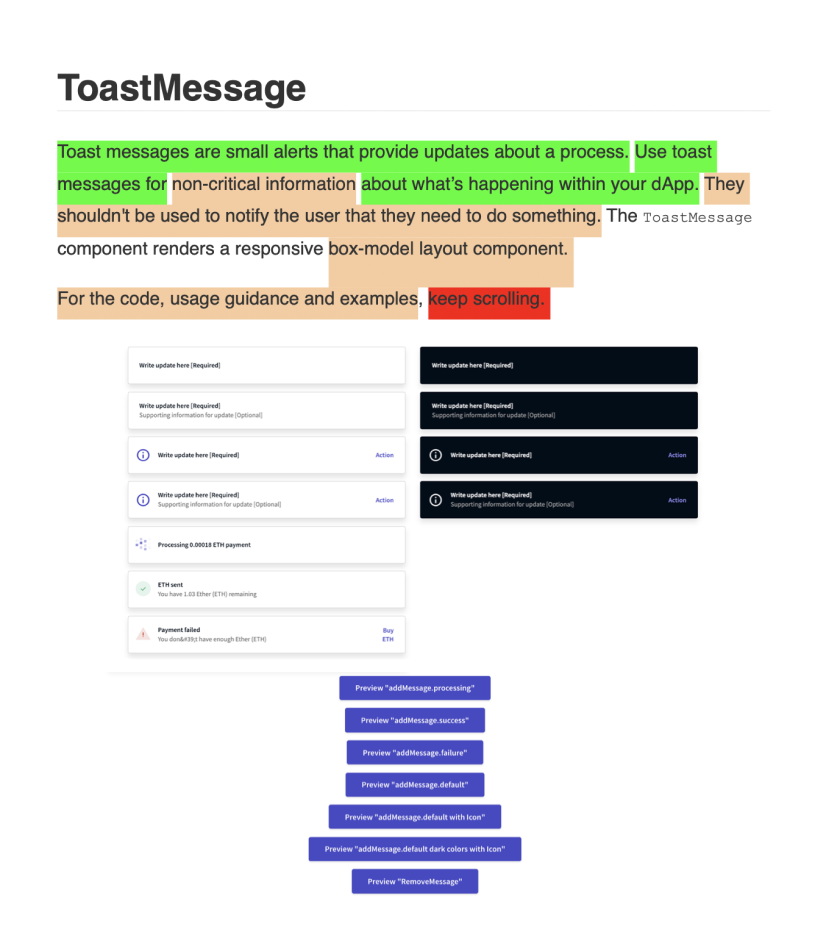 ToastMessage
Toast messages are small alerts that provide updates about a process. Use toast
messages for non-critical information about what’s happening within your dApp. They
shouldn't be used to notify the user that they need to do something. The ToastMessage
component renders a responsive box-model layout component.
For the code, usage guidance and examples, keep scrolling.
Write update here [Required]
Write update here [Required]
Supporting information for update [Optional]
Write update here [Required] Action
Write update here [Required]
Supporting information for update [Optional]
Action
Processing 0.00018 ETH payment
ETH sent
You have 1.03 Ether (ETH) remaining
Payment failed
You don&#39;t have enough Ether (ETH)
Buy
ETH
Write update here [Required]
Write update here [Required]
Supporting information for update [Optional]
Write update here [Required] Action
Write update here [Required]
Supporting information for update [Optional]
Action
Preview "addMessage.processing"
Preview "addMessage.success"
Preview "addMessage.failure"
Preview "addMessage.default"
Preview "addMessage.default with Icon"
Preview "addMessage.default dark colors with Icon"
Preview "RemoveMessage"